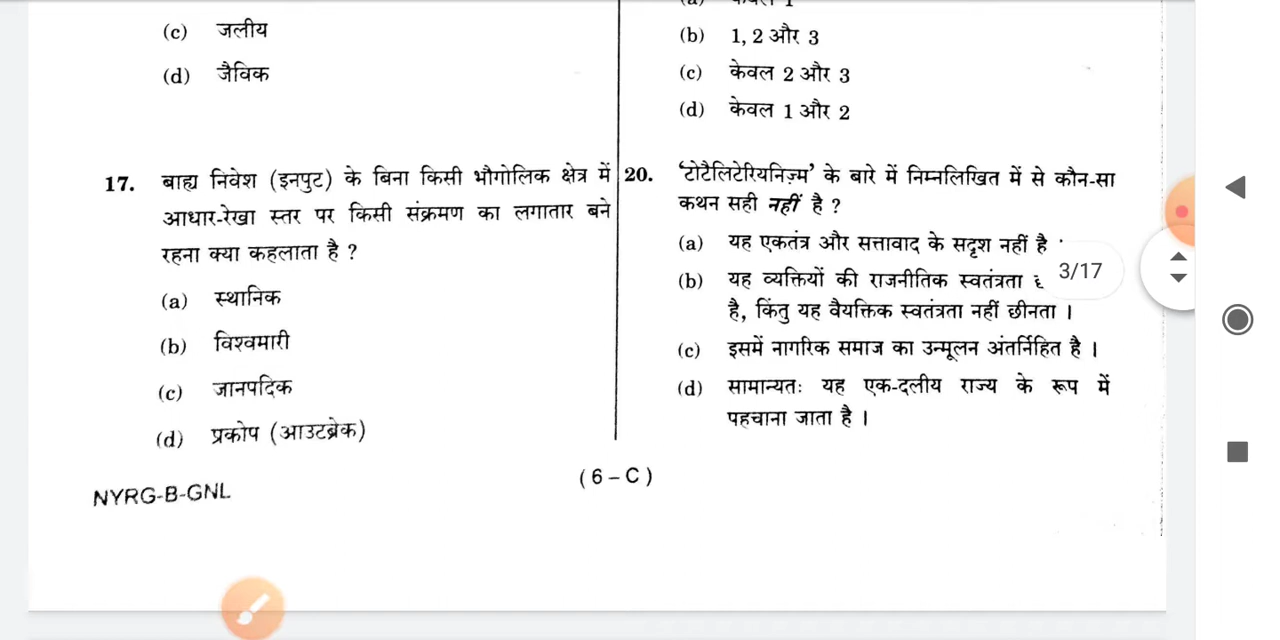 (c) जलीय
(d) जैविक
17. बाह्य निवेश (इनपुट) के बिना किसी भौगोलिक क्षेत्र में
आधार-रेखा स्तर पर किसी संक्रमण का लगातार बने
रहना क्या कहलाता है ?
(a) स्थानिक
(b) विश्वमारी
(c) जानपदिक
(d) प्रकोप (आउटब्रेक)
NYRG-B-GNL
(b) 1, 2 और 3
(c) केवल 2 और 3
(d) केवल 1 और 2
20. 'टोटैलिटेरियनिज़्म' के बारे में निम्नलिखित में से कौन-सा
कथन सही नहीं है ?
(a) यह एकतंत्र और सत्तावाद के सदृश नहीं है
(b) यह व्यक्तियों की राजनीतिक स्वतंत्रता
है, किंतु यह वैयक्तिक स्वतंत्रता नहीं छीनता ।
(c) इसमें नागरिक समाज का उन्मूलन अंतर्निहित है ।
(d) सामान्यतः यह एक-दलीय राज्य के रूप में
पहचाना जाता है ।
(6 – C)
3/17